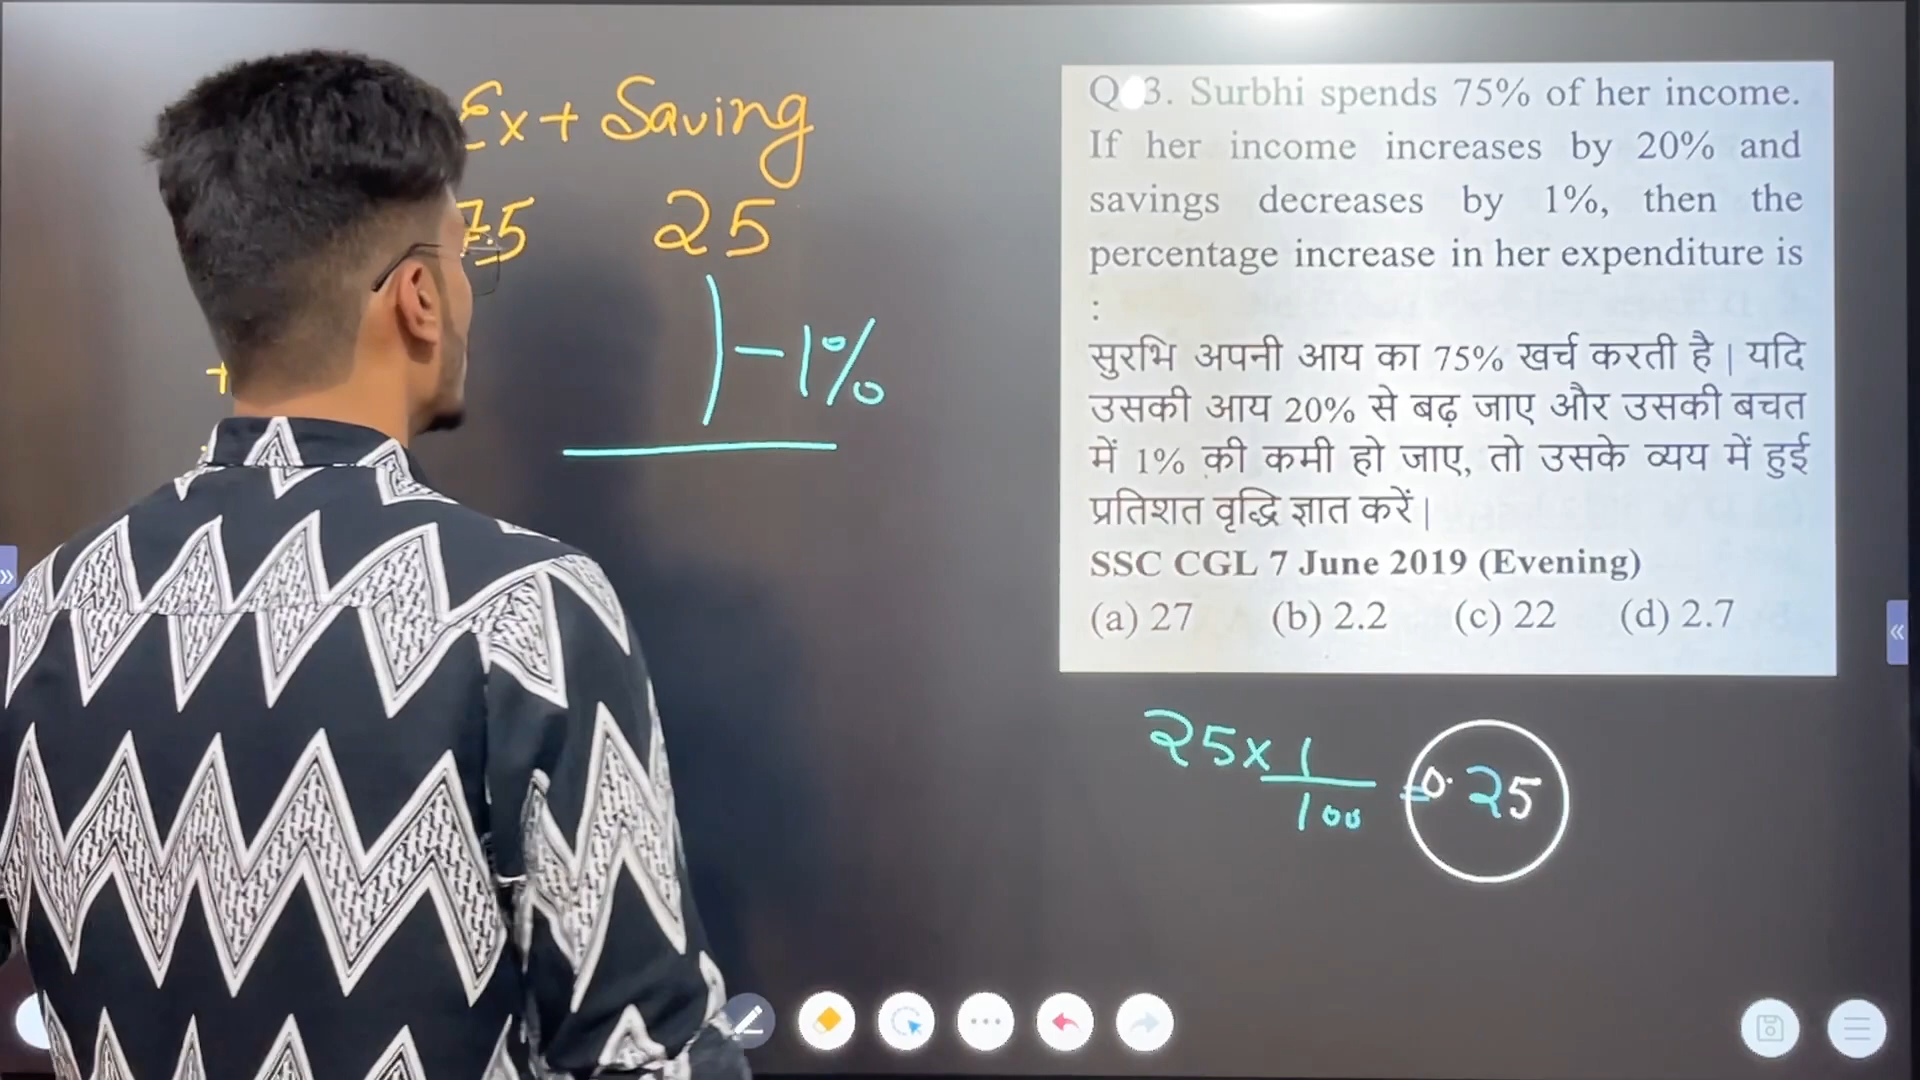 Ex + Saving
75 25
-1%
+
Q 3. Surbhi spends 75% of her income.
If her income increases by 20% and
savings decreases by 1%, then the
percentage increase in her expenditure is
:
सुरभि अपनी आय का 75% खर्च करती है | यदि
उसकी आय 20% से बढ़ जाए और उसकी बचत
में 1% की कमी हो जाए, तो उसके व्यय में हुई
प्रतिशत वृद्धि ज्ञात करें |
SSC CGL 7 June 2019 (Evening)
(a) 27 (b) 2.2 (c) 22 (d) 2.7
25 x 1/100 = 0.25